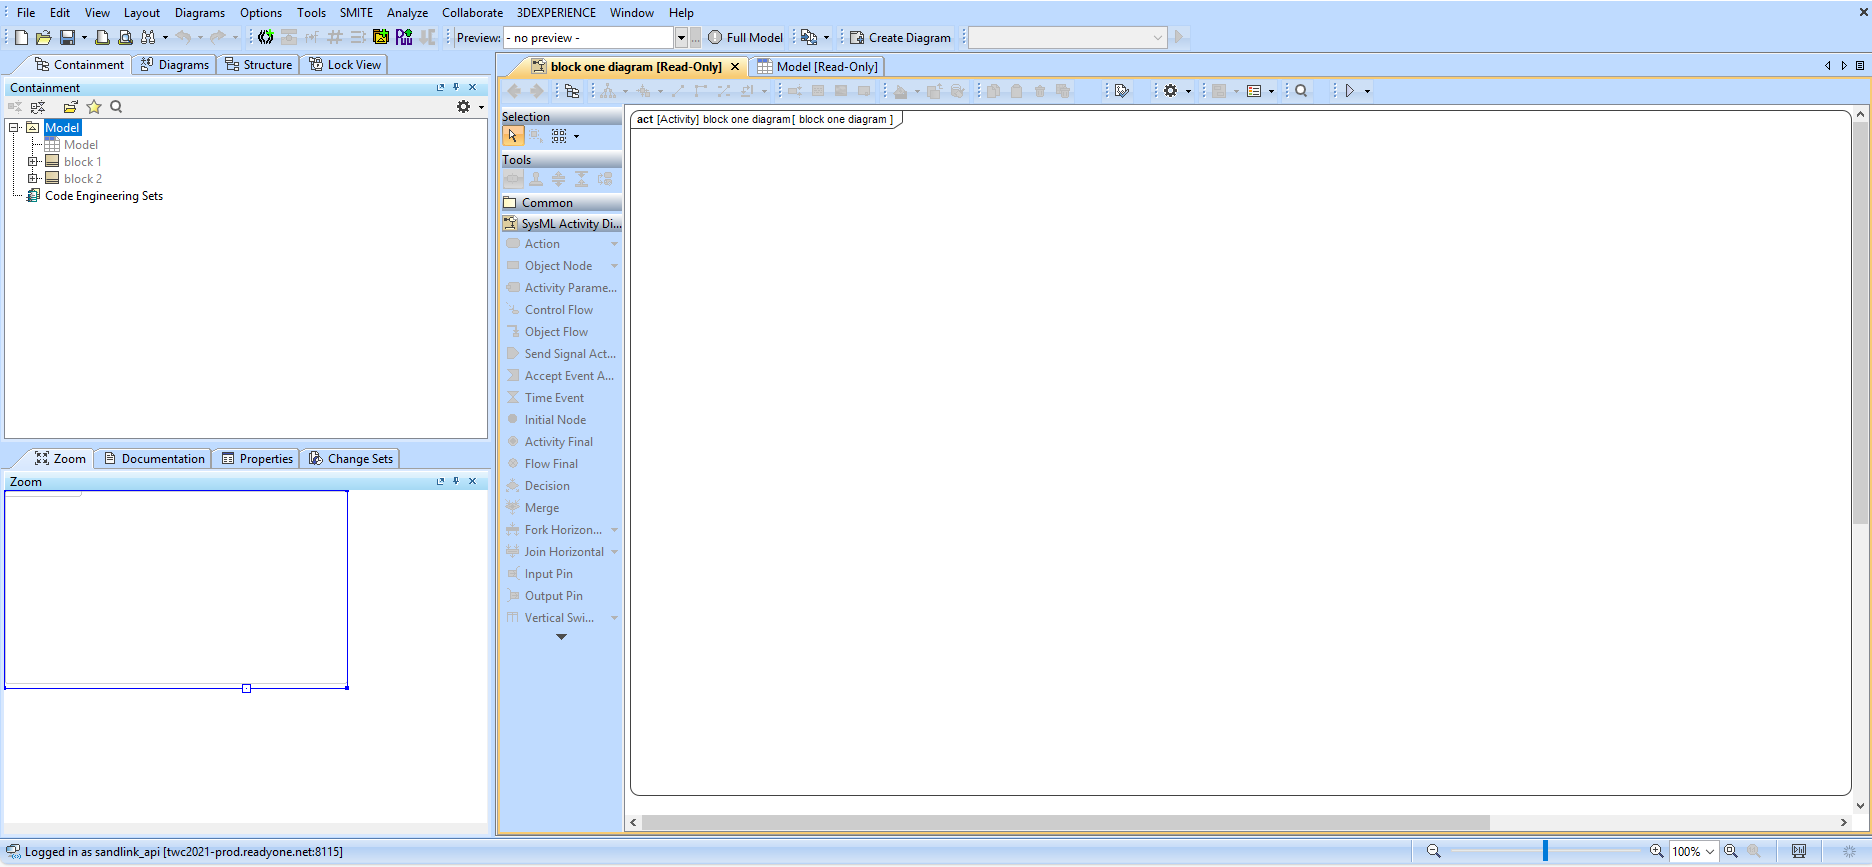 File Edit View Layout Diagrams Options Tools SMITE Analyze Collaborate 3DEXPERIENCE Window Help
Preview: - no preview - ... Full Model Create Diagram
Containment Diagrams Structure Lock View
Containment
Model
Model
block 1
block 2
Code Engineering Sets
Zoom Documentation Properties Change Sets
Zoom
block one diagram [Read-Only] Model [Read-Only]
Selection
Tools
Common
SysML Activity Di...
Action
Object Node
Activity Parame...
Control Flow
Object Flow
Send Signal Act...
Accept Event A...
Time Event
Initial Node
Activity Final
Flow Final
Decision
Merge
Fork Horizon...
Join Horizontal
Input Pin
Output Pin
Vertical Swi...
act [Activity] block one diagram[ block one diagram ]
Logged in as sandlink_api [twc2021-prod.readyone.net:8115]
100%